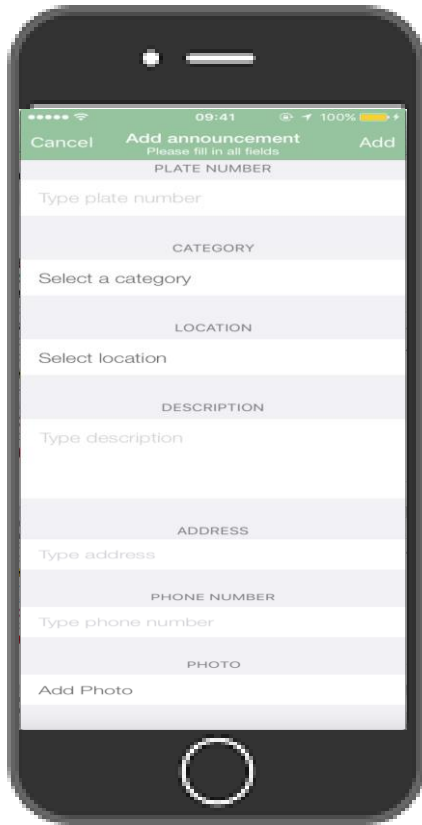 09:41
100%
Cancel
Add announcement
Add
Please fill in all fields
PLATE NUMBER
Type plate number
CATEGORY
Select a category
LOCATION
Select location
DESCRIPTION
Type description
ADDRESS
Type address
PHONE NUMBER
Type phone number
PHOTO
Add Photo